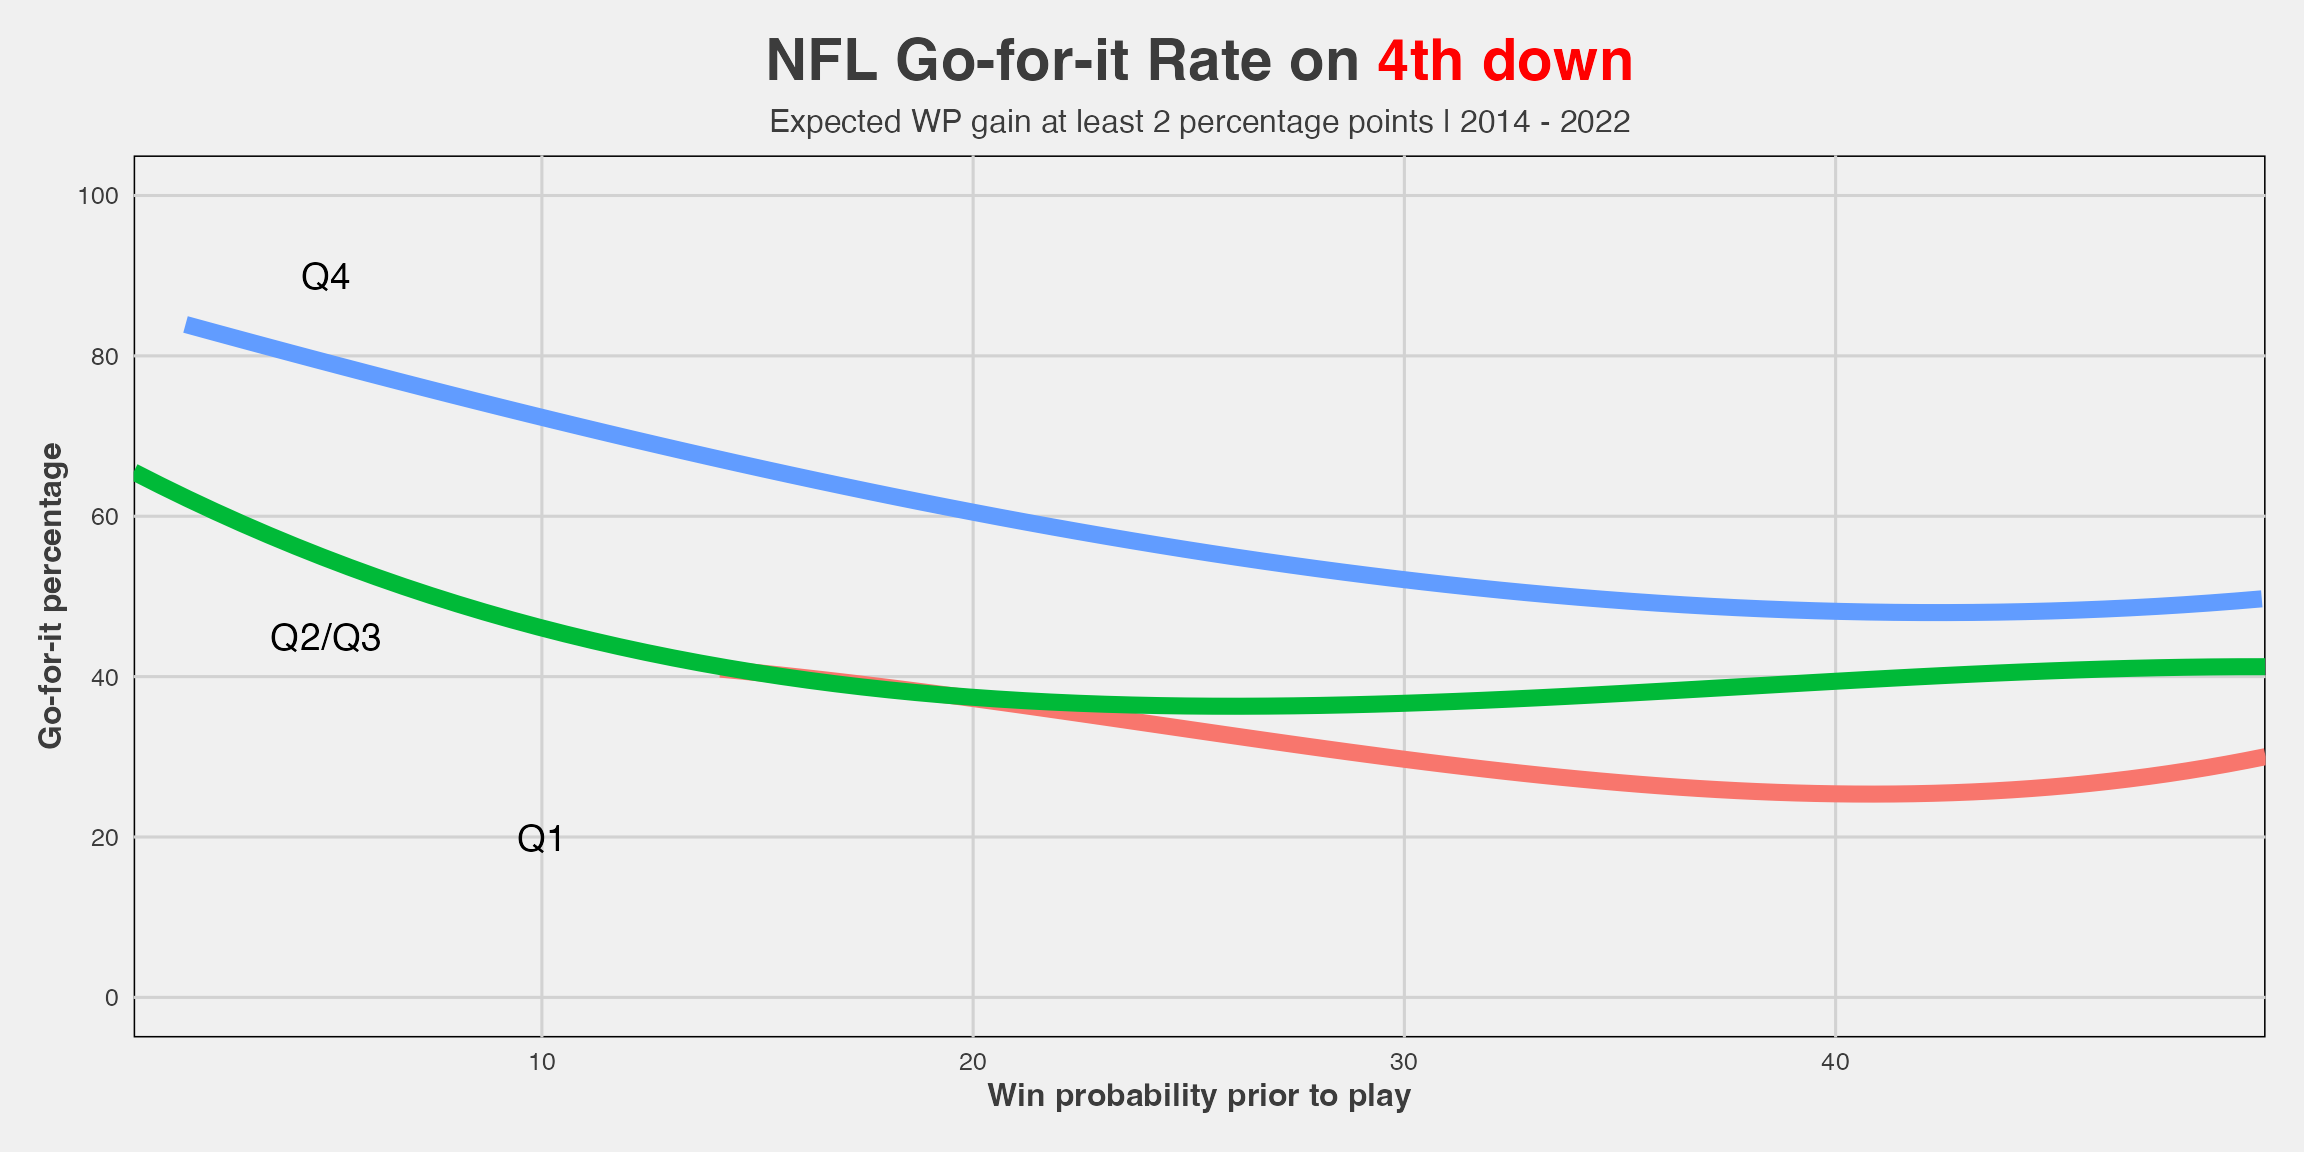 NFL Go-for-it Rate on 4th down
Expected WP gain at least 2 percentage points | 2014 - 2022
Go-for-it percentage
100
80
60
40
20
0
Q4
Q2/Q3
Q1
10 20 30 40
Win probability prior to play